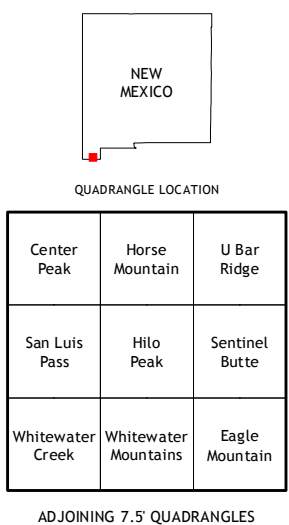 NEW
MEXICO
QUADRANGLE LOCATION
Center
Peak
Horse
Mountain
U Bar
Ridge
San Luis
Pass
Hilo
Peak
Sentinel
Butte
Whitewater
Creek
Whitewater
Mountains
Eagle
Mountain
ADJOINING 7.5' QUADRANGLES